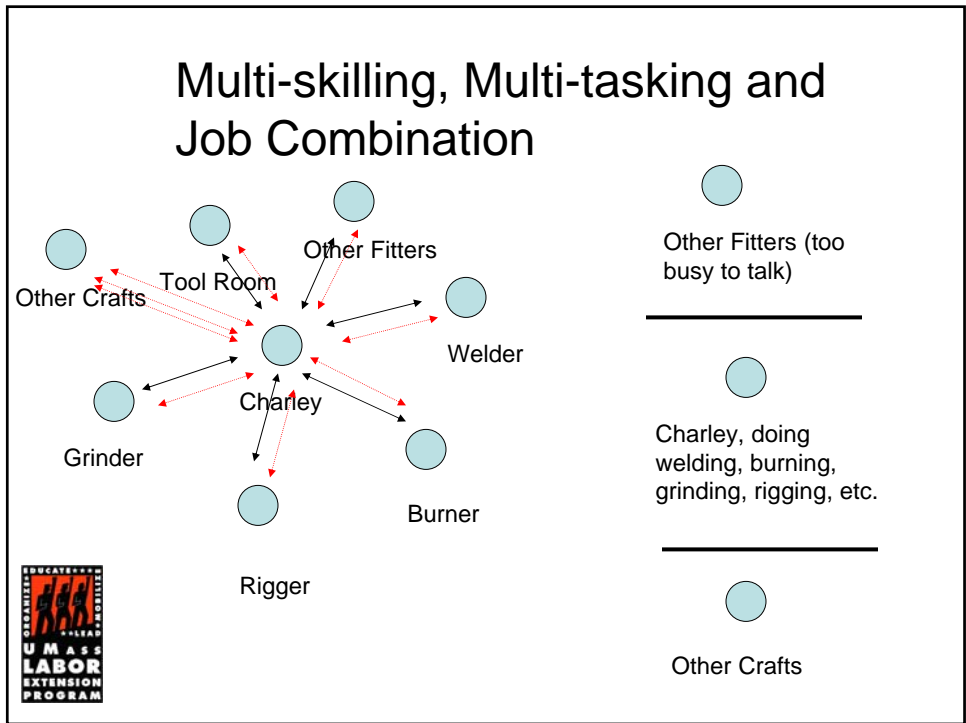 Multi-skilling, Multi-tasking and
Job Combination
Other Fitters
Tool Room
Other Crafts
Welder
Charley
Grinder
Burner
Rigger
Other Fitters (too
busy to talk)
Charley, doing
welding, burning,
grinding, rigging, etc.
Other Crafts
ORGANIZE
EDUCATE
MOBILIZE
LEAD
UMASS
LABOR
EXTENSION
PROGRAM